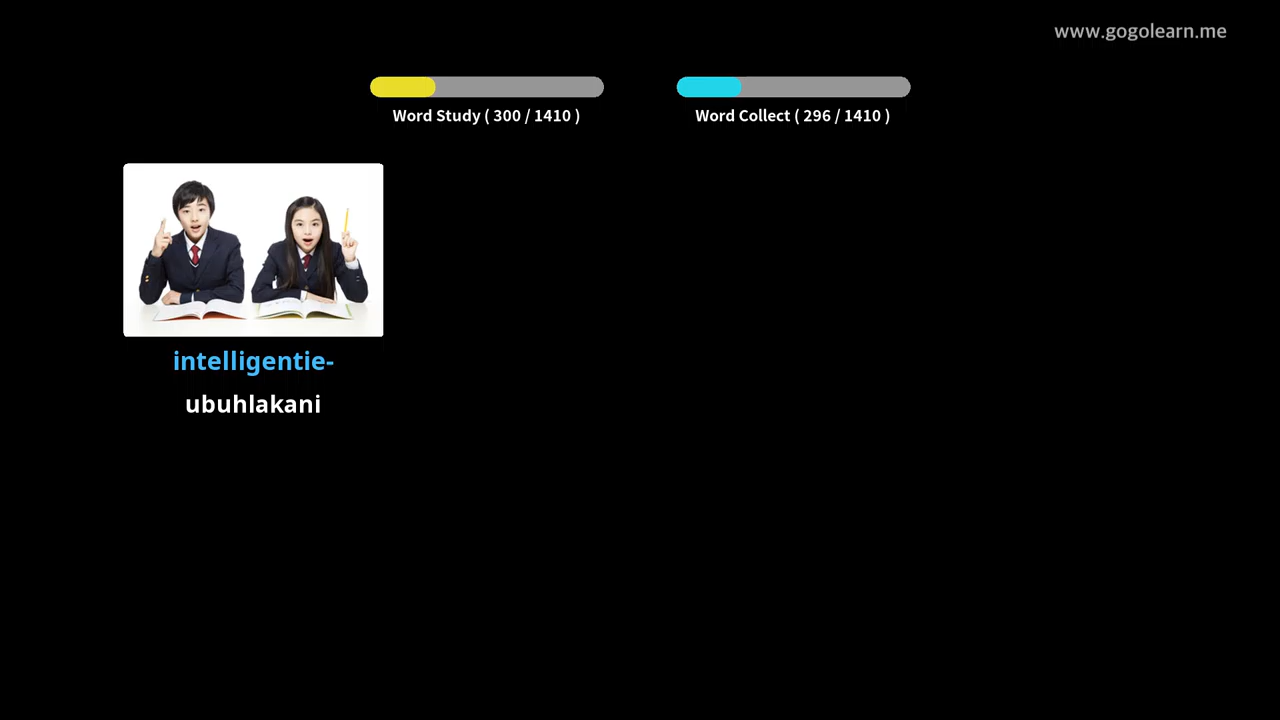 www.gogolearn.me
Word Study ( 300 / 1410 )
Word Collect ( 296 / 1410 )
intelligentie-
ubuhlakani